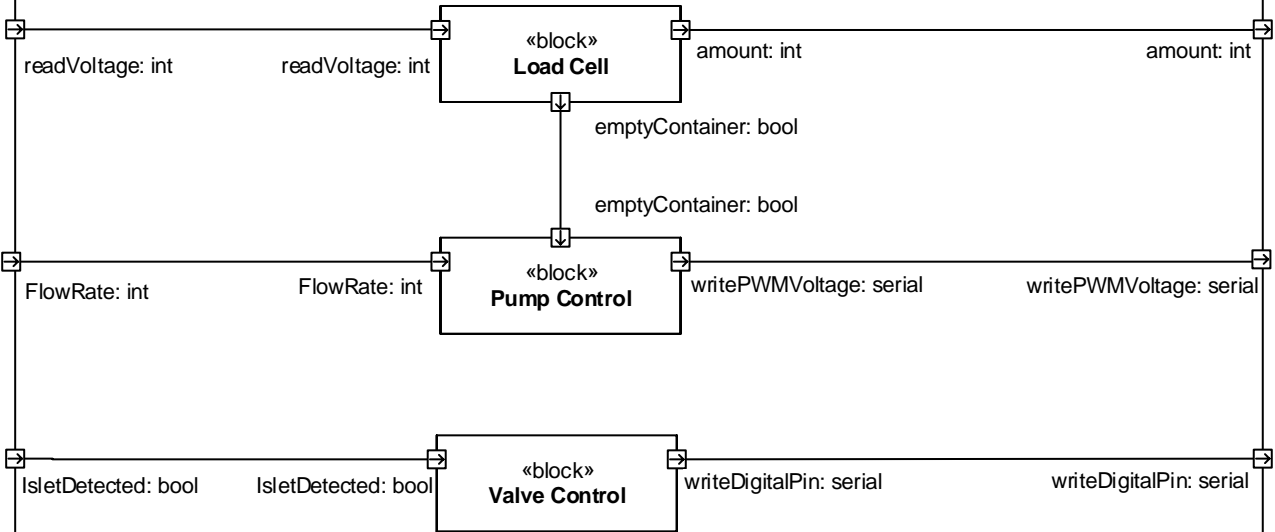 «block»
Load Cell
readVoltage: int
readVoltage: int
amount: int
amount: int
emptyContainer: bool
emptyContainer: bool
«block»
Pump Control
FlowRate: int
FlowRate: int
writePWMVoltage: serial
writePWMVoltage: serial
«block»
Valve Control
IsletDetected: bool
IsletDetected: bool
writeDigitalPin: serial
writeDigitalPin: serial